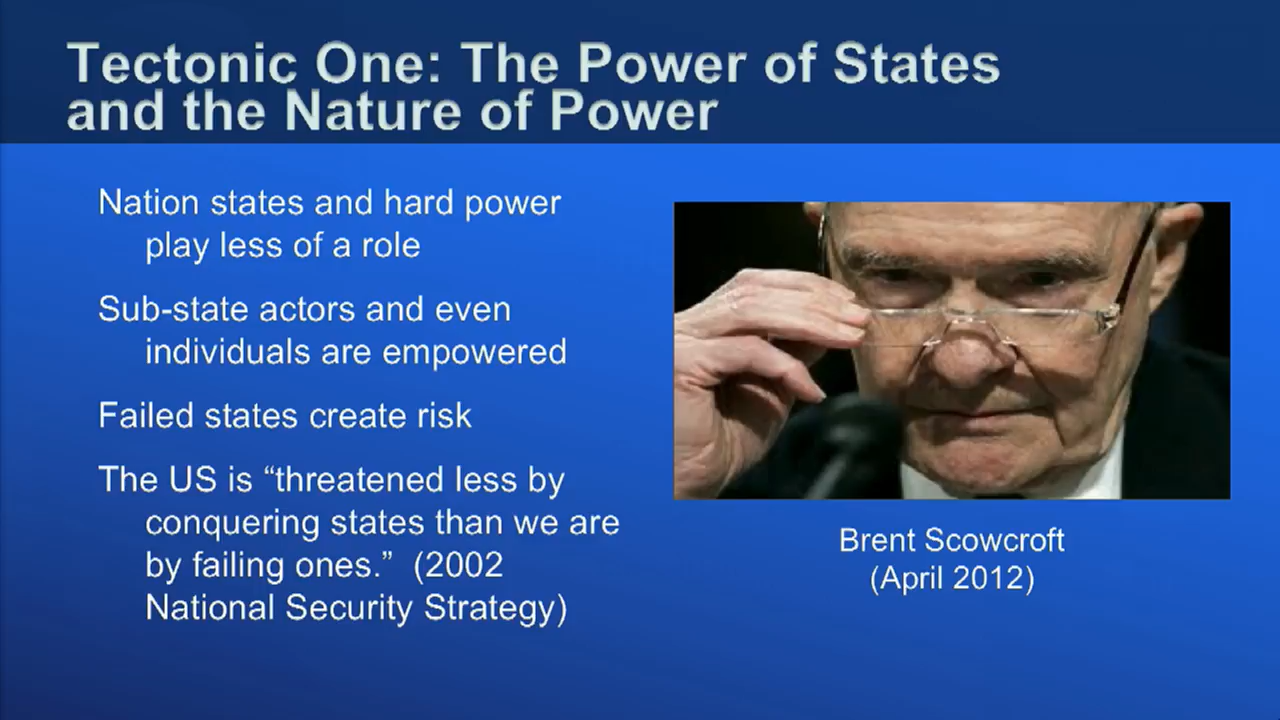 Tectonic One: The Power of States
and the Nature of Power
Nation states and hard power
play less of a role
Sub-state actors and even
individuals are empowered
Failed states create risk
The US is “threatened less by
conquering states than we are
by failing ones.” (2002
National Security Strategy)
Brent Scowcroft
(April 2012)